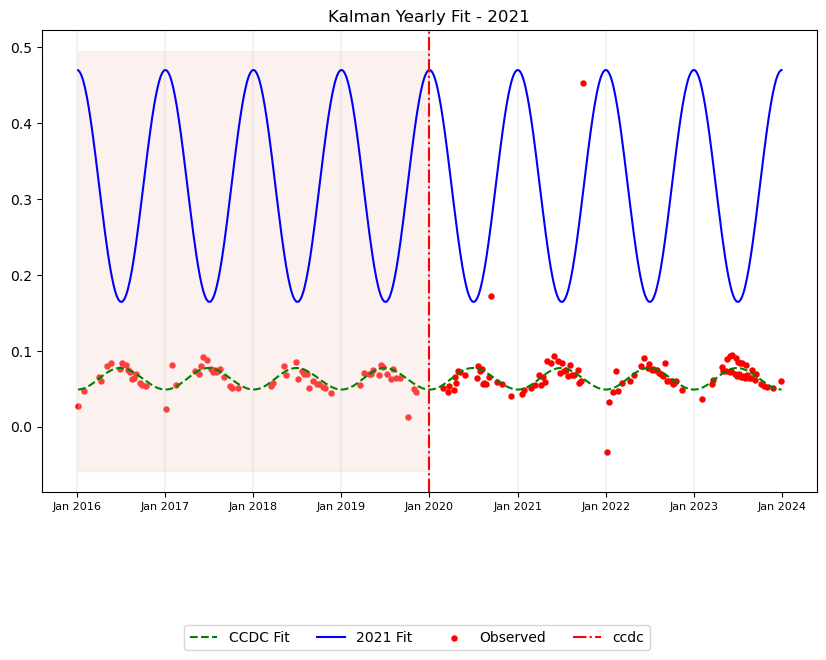 Kalman Yearly Fit - 2021
0.5
0.4
0.3
0.2
0.1
0.0
Jan 2016 Jan 2017 Jan 2018 Jan 2019 Jan 2020 Jan 2021 Jan 2022 Jan 2023 Jan 2024
CCDC Fit 2021 Fit Observed ccdc